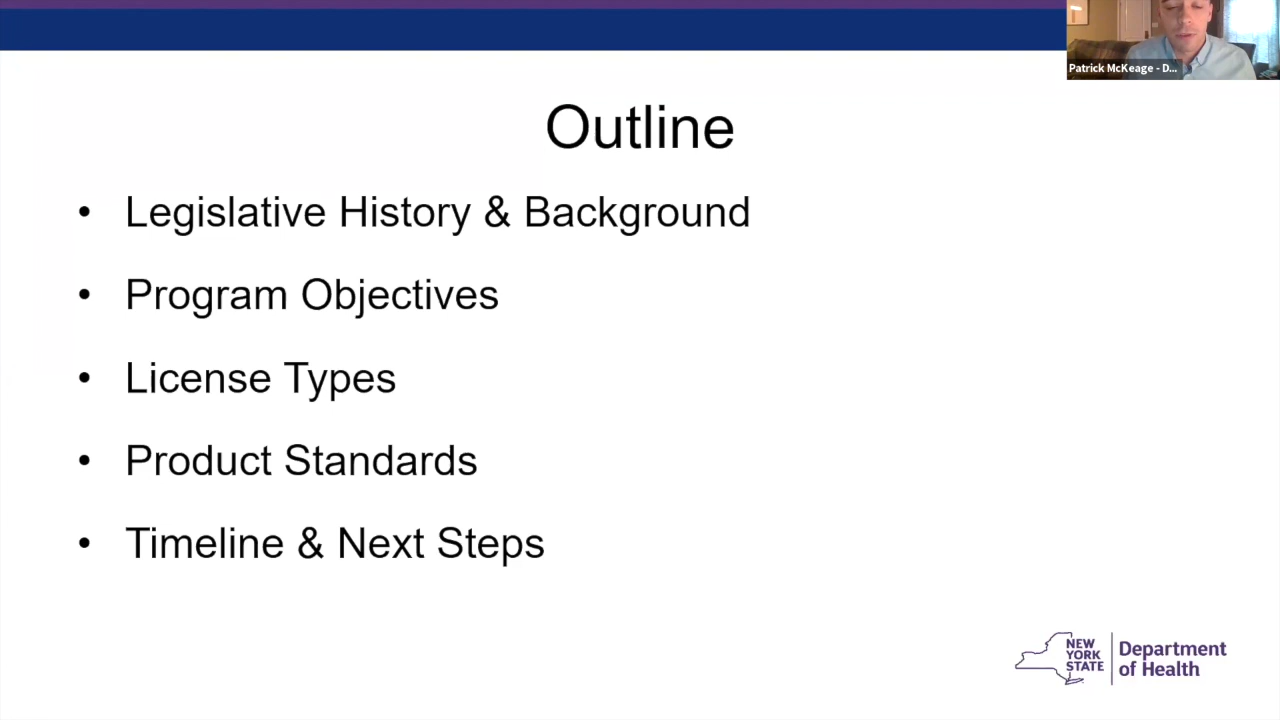 Patrick McKeage - D...
Outline
• Legislative History & Background
• Program Objectives
• License Types
• Product Standards
• Timeline & Next Steps
NEW
YORK
STATE
Department
of Health